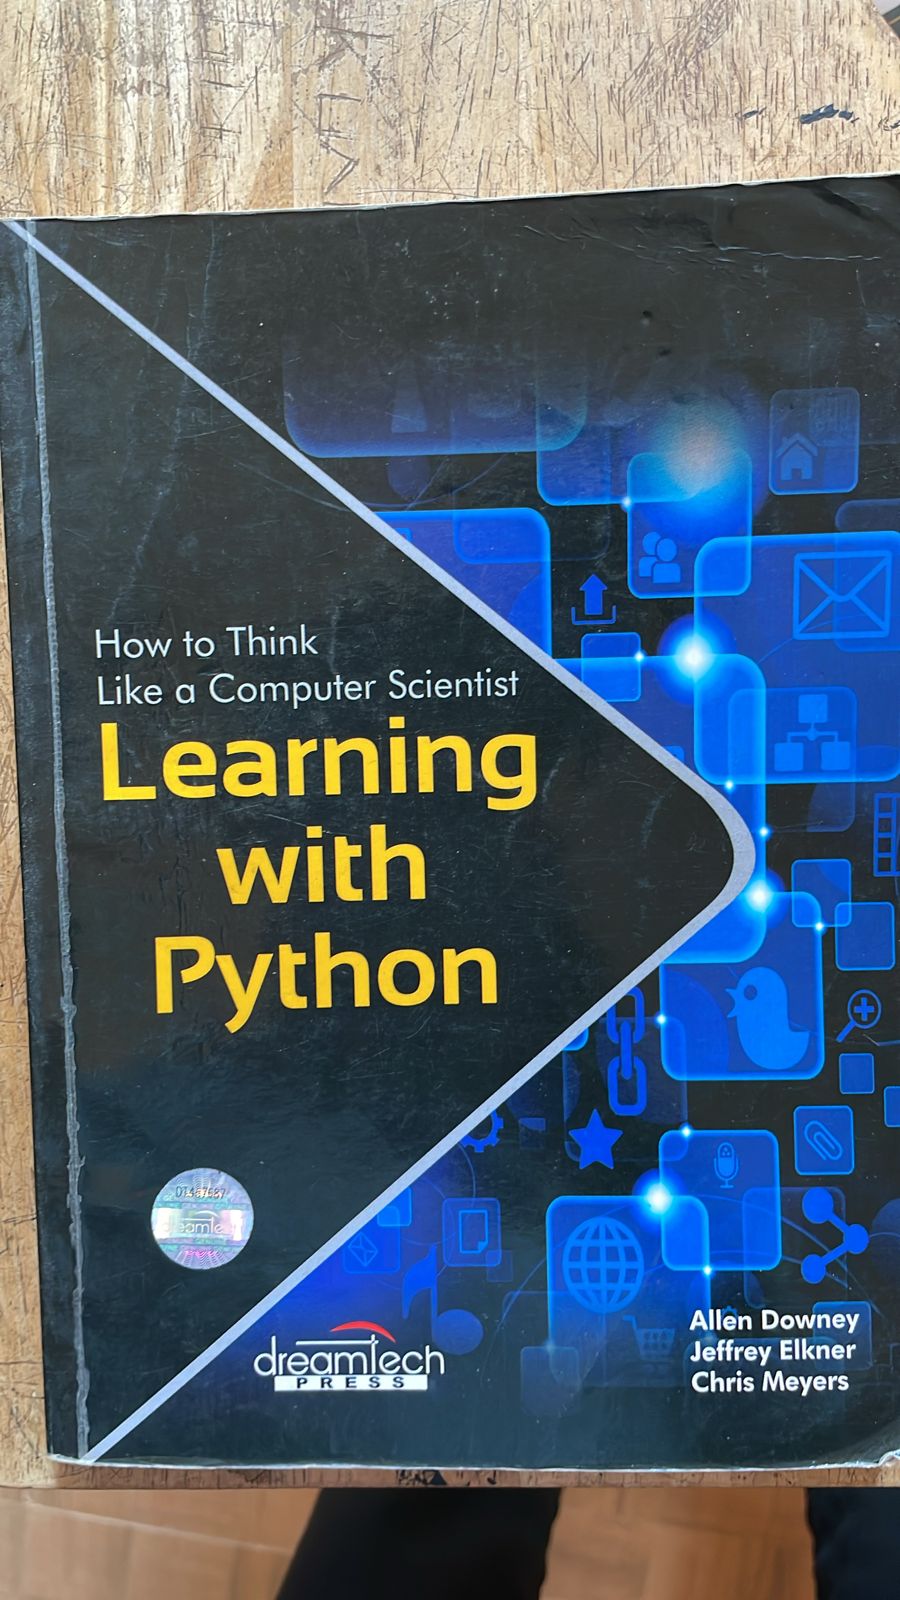 How to Think
Like a Computer Scientist
Learning
with
Python
dreamtech
PRESS
Allen Downey
Jeffrey Elkner
Chris Meyers